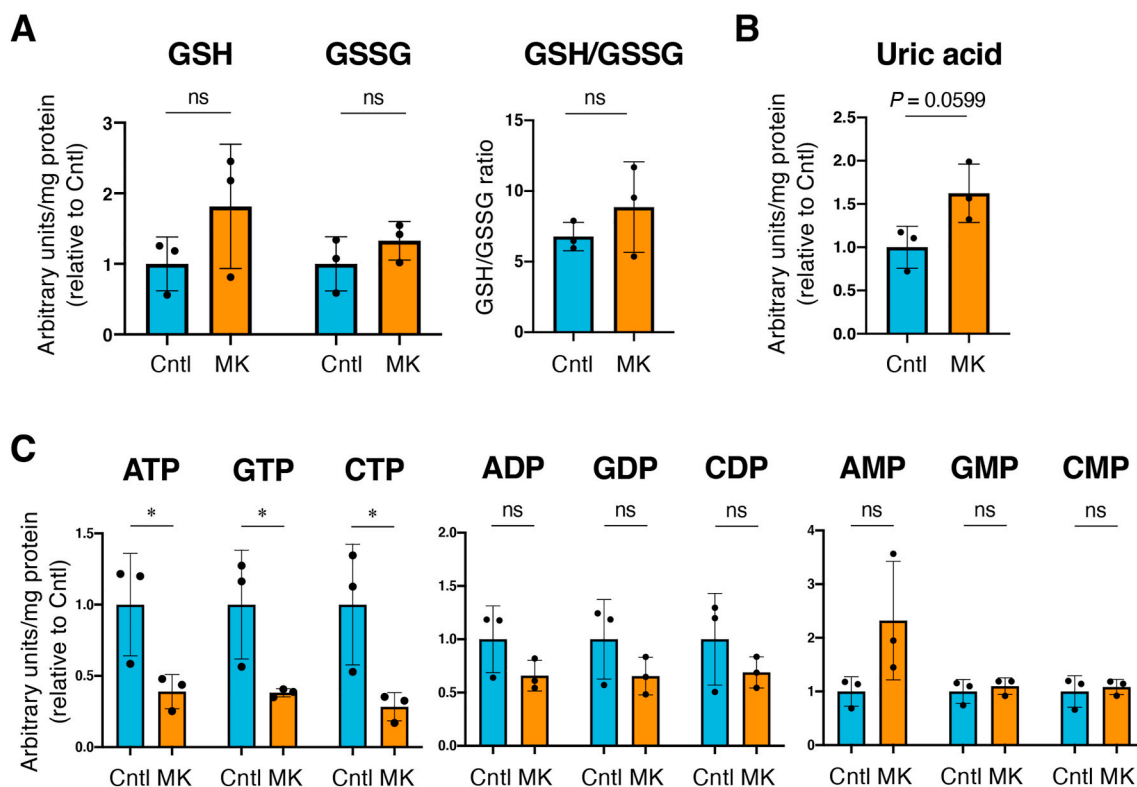 A
GSH GSSG GSH/GSSG
ns ns ns
Arbitrary units/mg protein
(relative to Cntl)
3
2
1
0
Cntl MK Cntl MK
GSH/GSSG ratio
15
10
5
0
Cntl MK
B
Uric acid
P = 0.0599
Arbitrary units/mg protein
(relative to Cntl)
2.5
2.0
1.5
1.0
0.5
0.0
Cntl MK
C
ATP GTP CTP
* * *
Arbitrary units/mg protein
(relative to Cntl)
1.5
1.0
0.5
0.0
Cntl MK Cntl MK Cntl MK
ADP GDP CDP
ns ns ns
2.0
1.5
1.0
0.5
0.0
Cntl MK Cntl MK Cntl MK
AMP GMP CMP
ns ns ns
4
3
2
1
0
Cntl MK Cntl MK Cntl MK